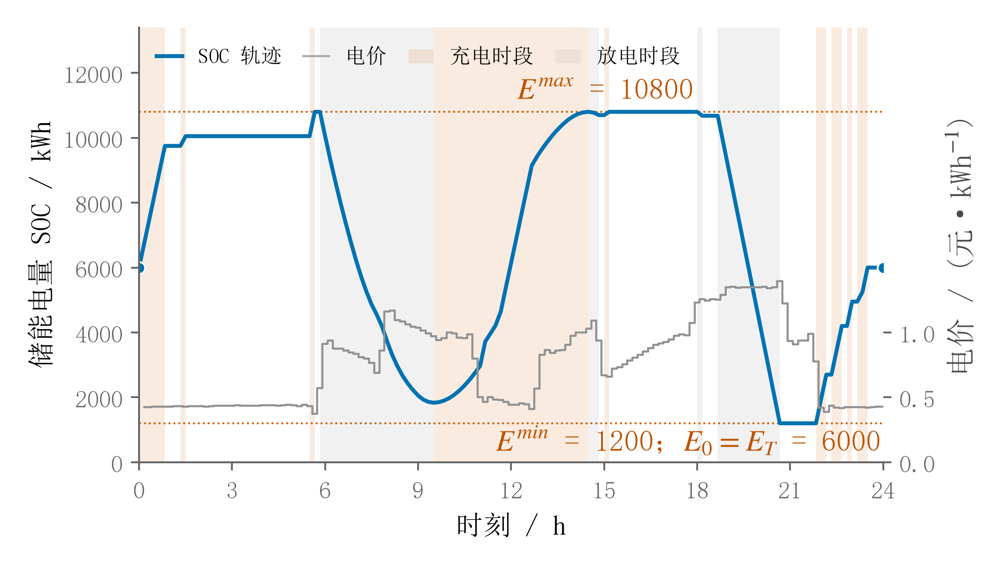 SOC 轨迹 电价 充电时段 放电时段
E^max = 10800
E^min = 1200; E_0 = E_T = 6000
储能电量 SOC / kWh
12000
10000
8000
6000
4000
2000
0
电价 / (元·kWh⁻¹)
1.0
0.5
0.0
0 3 6 9 12 15 18 21 24
时刻 / h